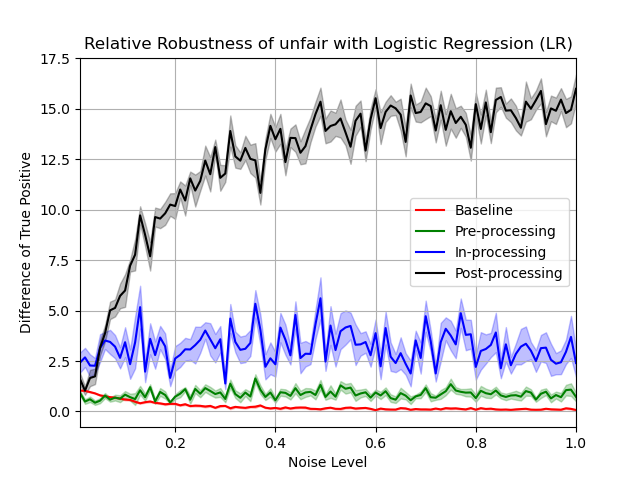 Relative Robustness of unfair with Logistic Regression (LR)
17.5
15.0
12.5
10.0
7.5
5.0
2.5
0.0
Difference of True Positive
Baseline
Pre-processing
In-processing
Post-processing
0.2
0.4
0.6
0.8
1.0
Noise Level